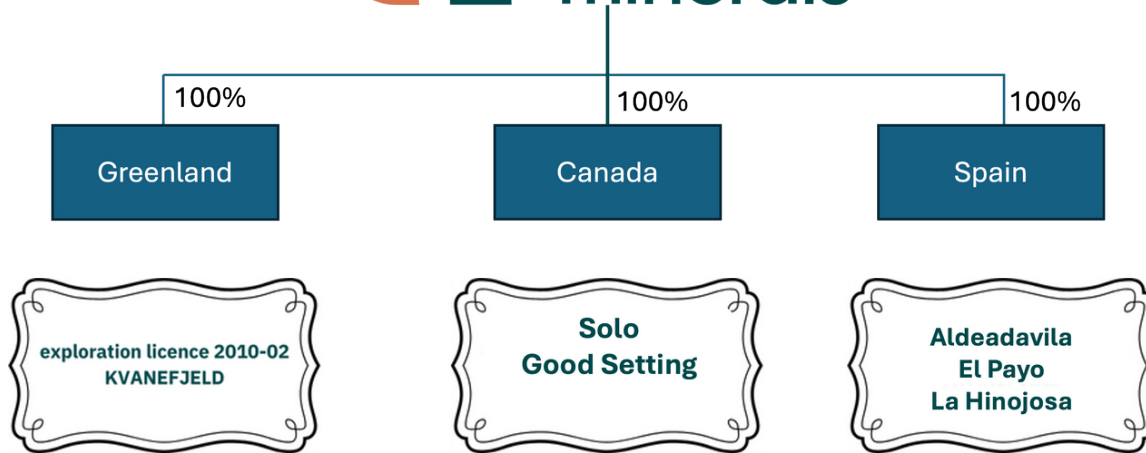 100%
100%
100%
Greenland
Canada
Spain
exploration licence 2010-02
KVANEFJELD
Solo
Good Setting
Aldeadavila
El Payo
La Hinojosa